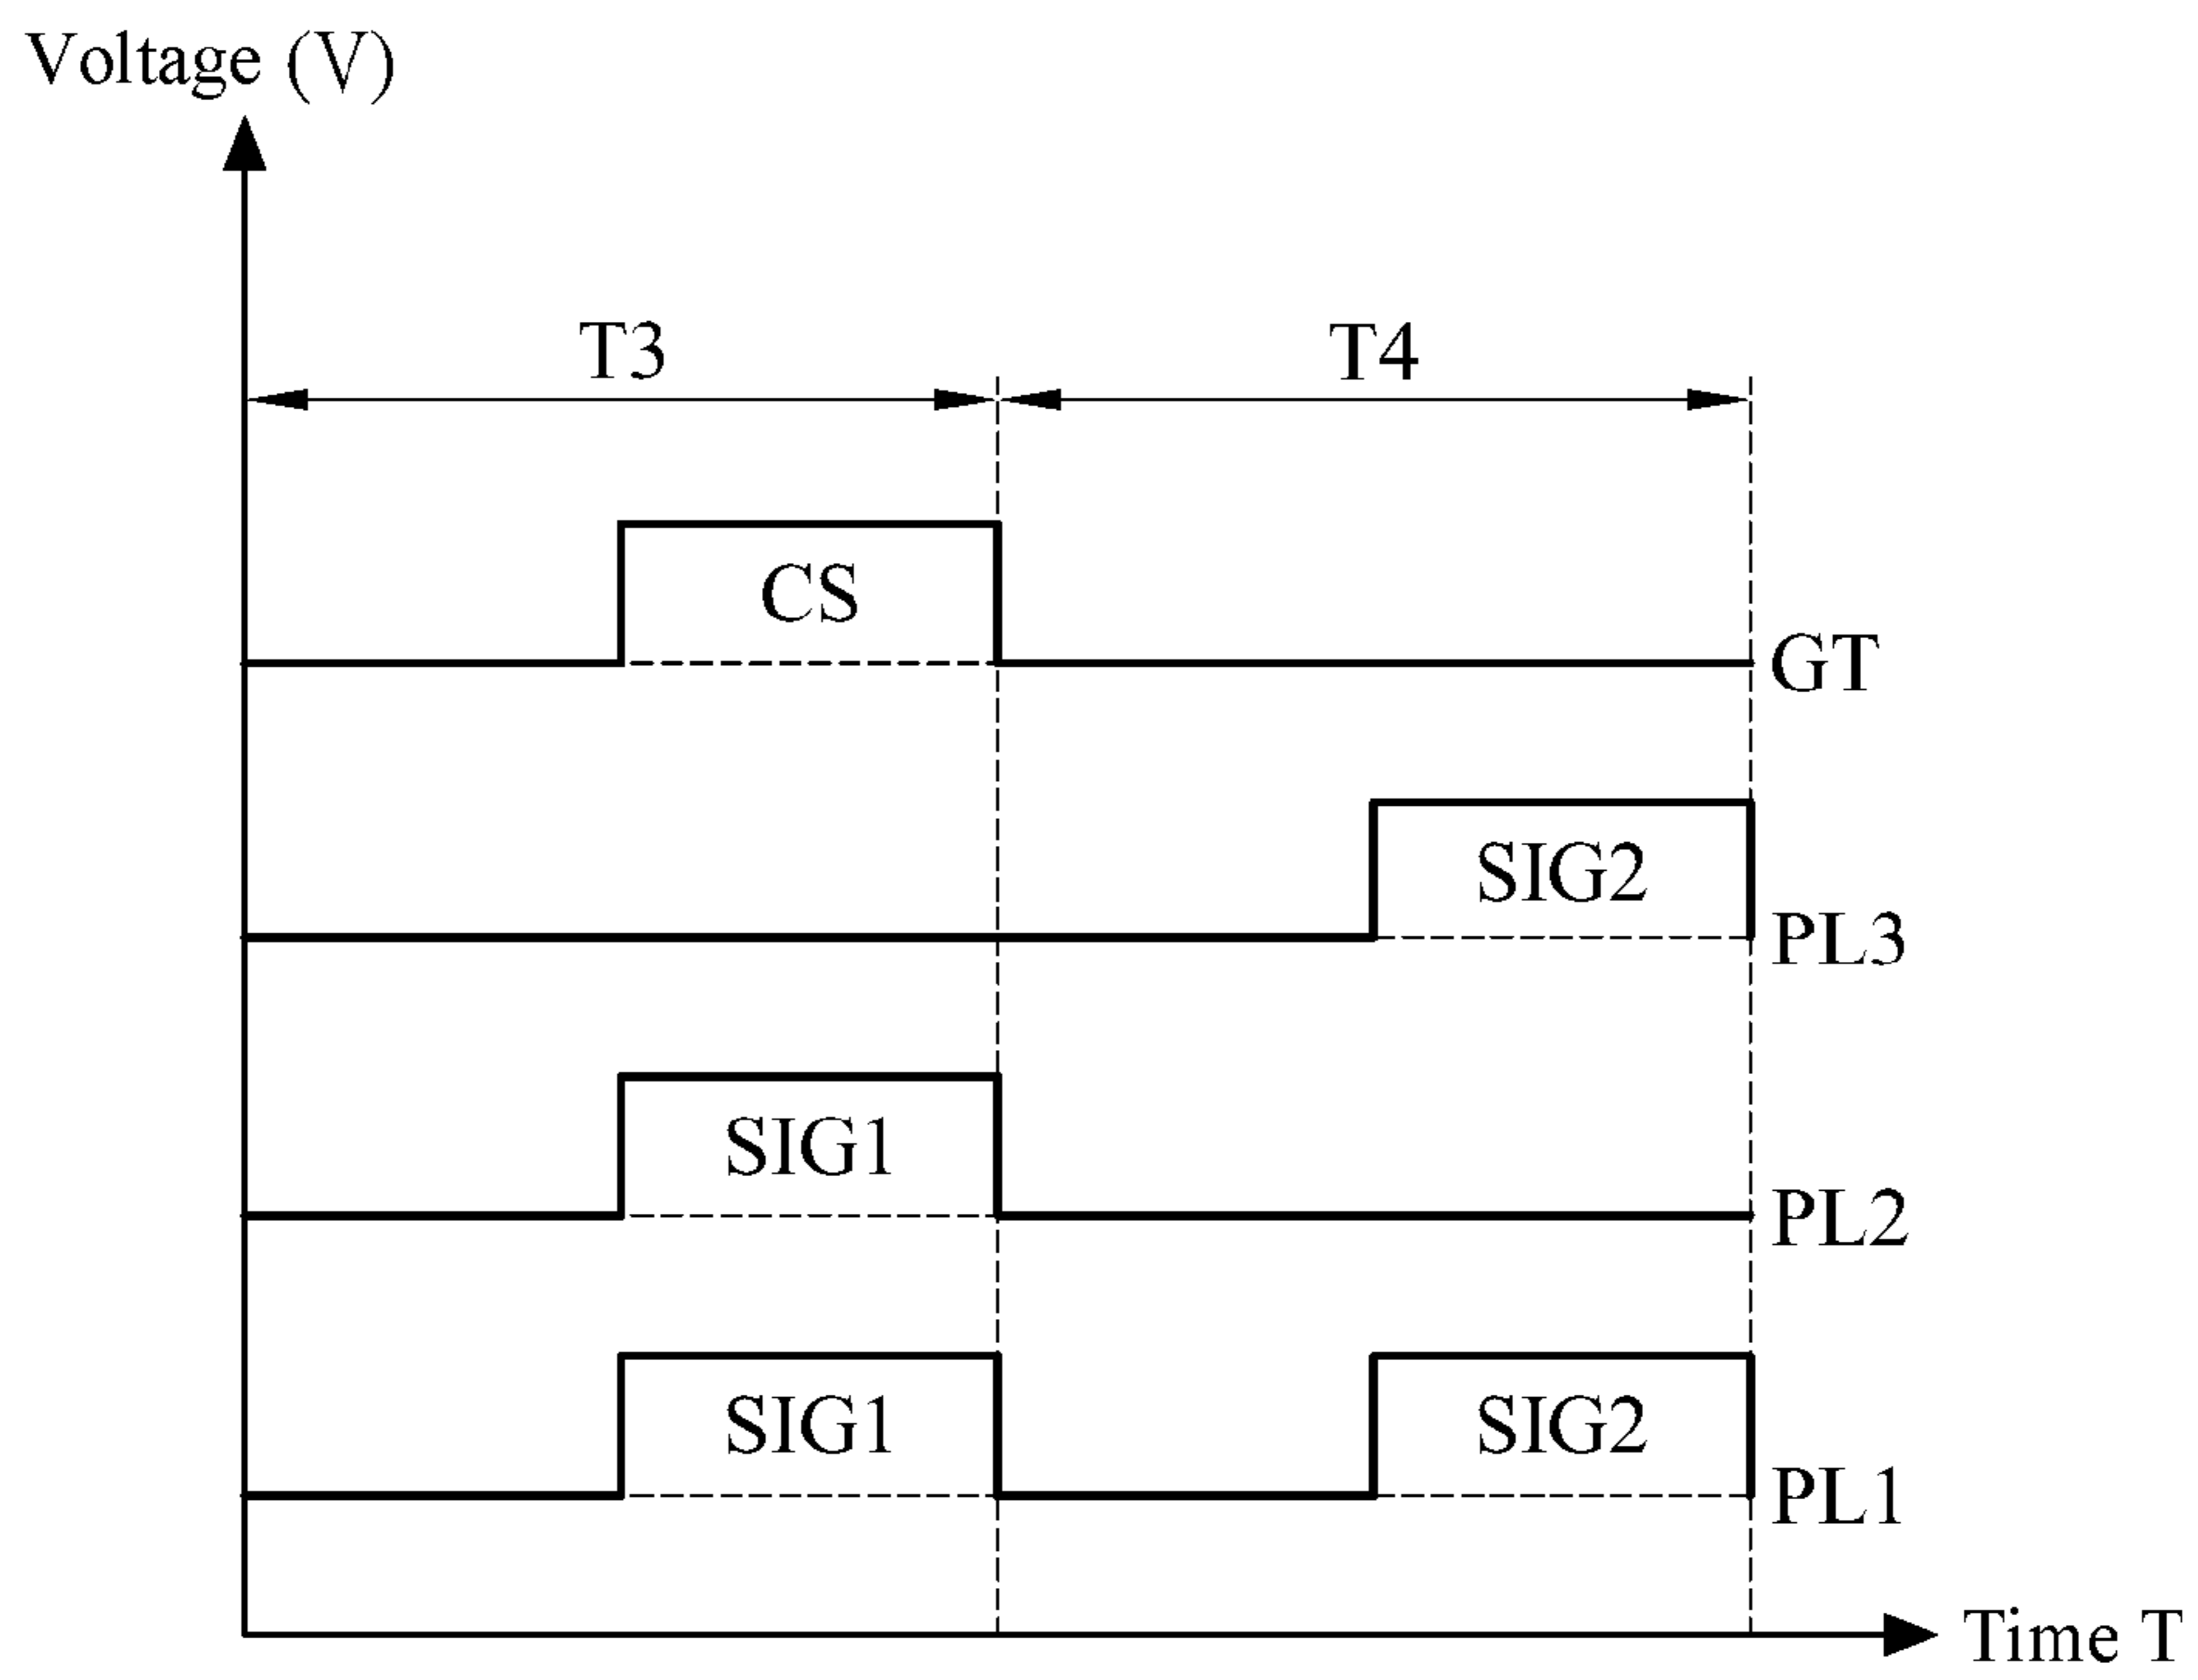 Voltage (V)
T3
T4
CS
GT
SIG2
PL3
SIG1
PL2
SIG1
SIG2
PL1
Time T